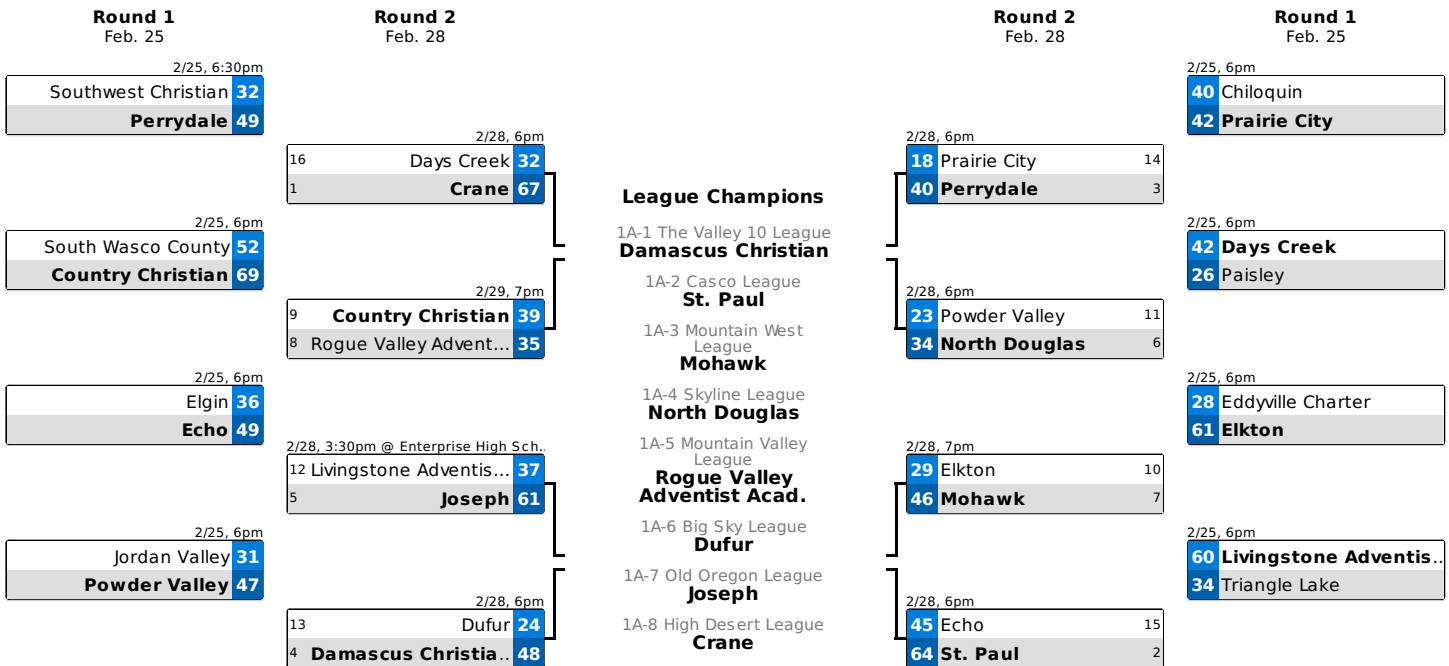 Round 1
Feb. 25
2/25, 6:30pm
Southwest Christian 32
Perrydale 49
2/25, 6pm
South Wasco County 52
Country Christian 69
2/25, 6pm
Elgin 36
Echo 49
2/25, 6pm
Jordan Valley 31
Powder Valley 47
Round 2
Feb. 28
2/28, 6pm
16 Days Creek 32
1 Crane 67
2/29, 7pm
9 Country Christian 39
8 Rogue Valley Advent... 35
2/28, 3:30pm @ Enterprise High Sch.
12 Livingstone Adventis... 37
5 Joseph 61
2/28, 6pm
13 Dufur 24
4 Damascus Christia.. 48
League Champions
1A-1 The Valley 10 League
Damascus Christian
1A-2 Casco League
St. Paul
1A-3 Mountain West
League
Mohawk
1A-4 Skyline League
North Douglas
1A-5 Mountain Valley
League
Rogue Valley
Adventist Acad.
1A-6 Big Sky League
Dufur
1A-7 Old Oregon League
Joseph
1A-8 High Desert League
Crane
Round 2
Feb. 28
2/28, 6pm
18 Prairie City 14
40 Perrydale 3
2/28, 6pm
23 Powder Valley 11
34 North Douglas 6
2/28, 7pm
29 Elkton 10
46 Mohawk 7
2/28, 6pm
45 Echo 15
64 St. Paul 2
Round 1
Feb. 25
2/25, 6pm
40 Chiloquin
42 Prairie City
2/25, 6pm
42 Days Creek
26 Paisley
2/25, 6pm
28 Eddyville Charter
61 Elkton
2/25, 6pm
60 Livingstone Adventis..
34 Triangle Lake